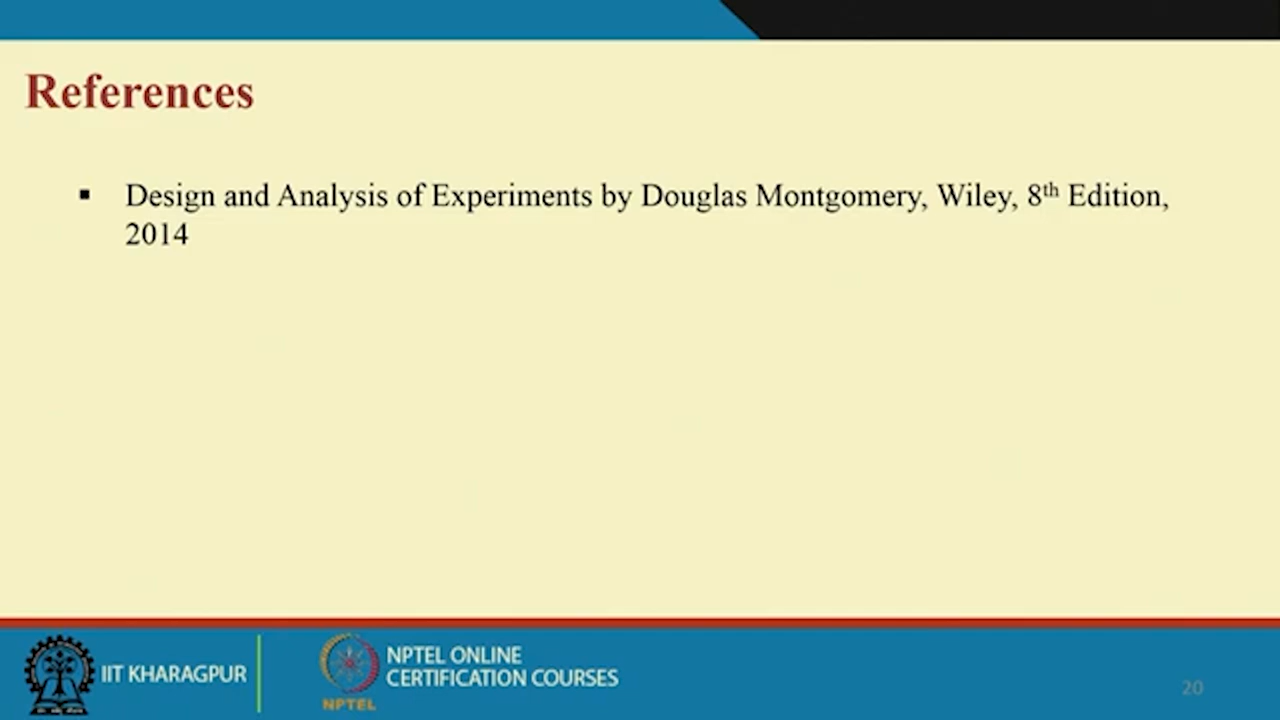 References
▪ Design and Analysis of Experiments by Douglas Montgomery, Wiley, 8th Edition,
2014
IIT KHARAGPUR
NPTEL
NPTEL ONLINE
CERTIFICATION COURSES
20